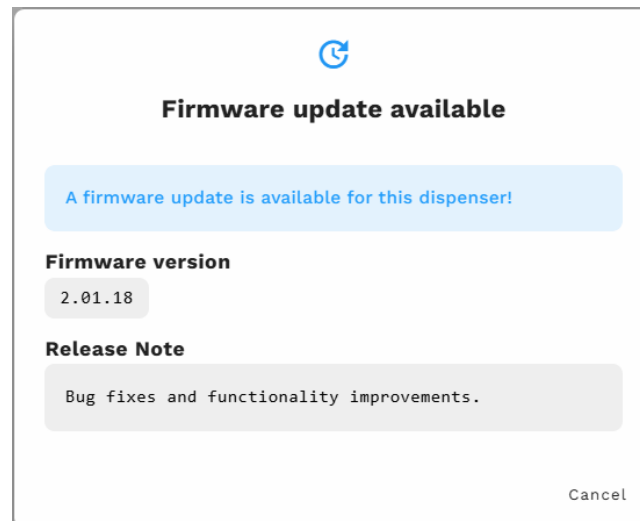 Firmware update available
A firmware update is available for this dispenser!
Firmware version
2.01.18
Release Note
Bug fixes and functionality improvements.
Cancel